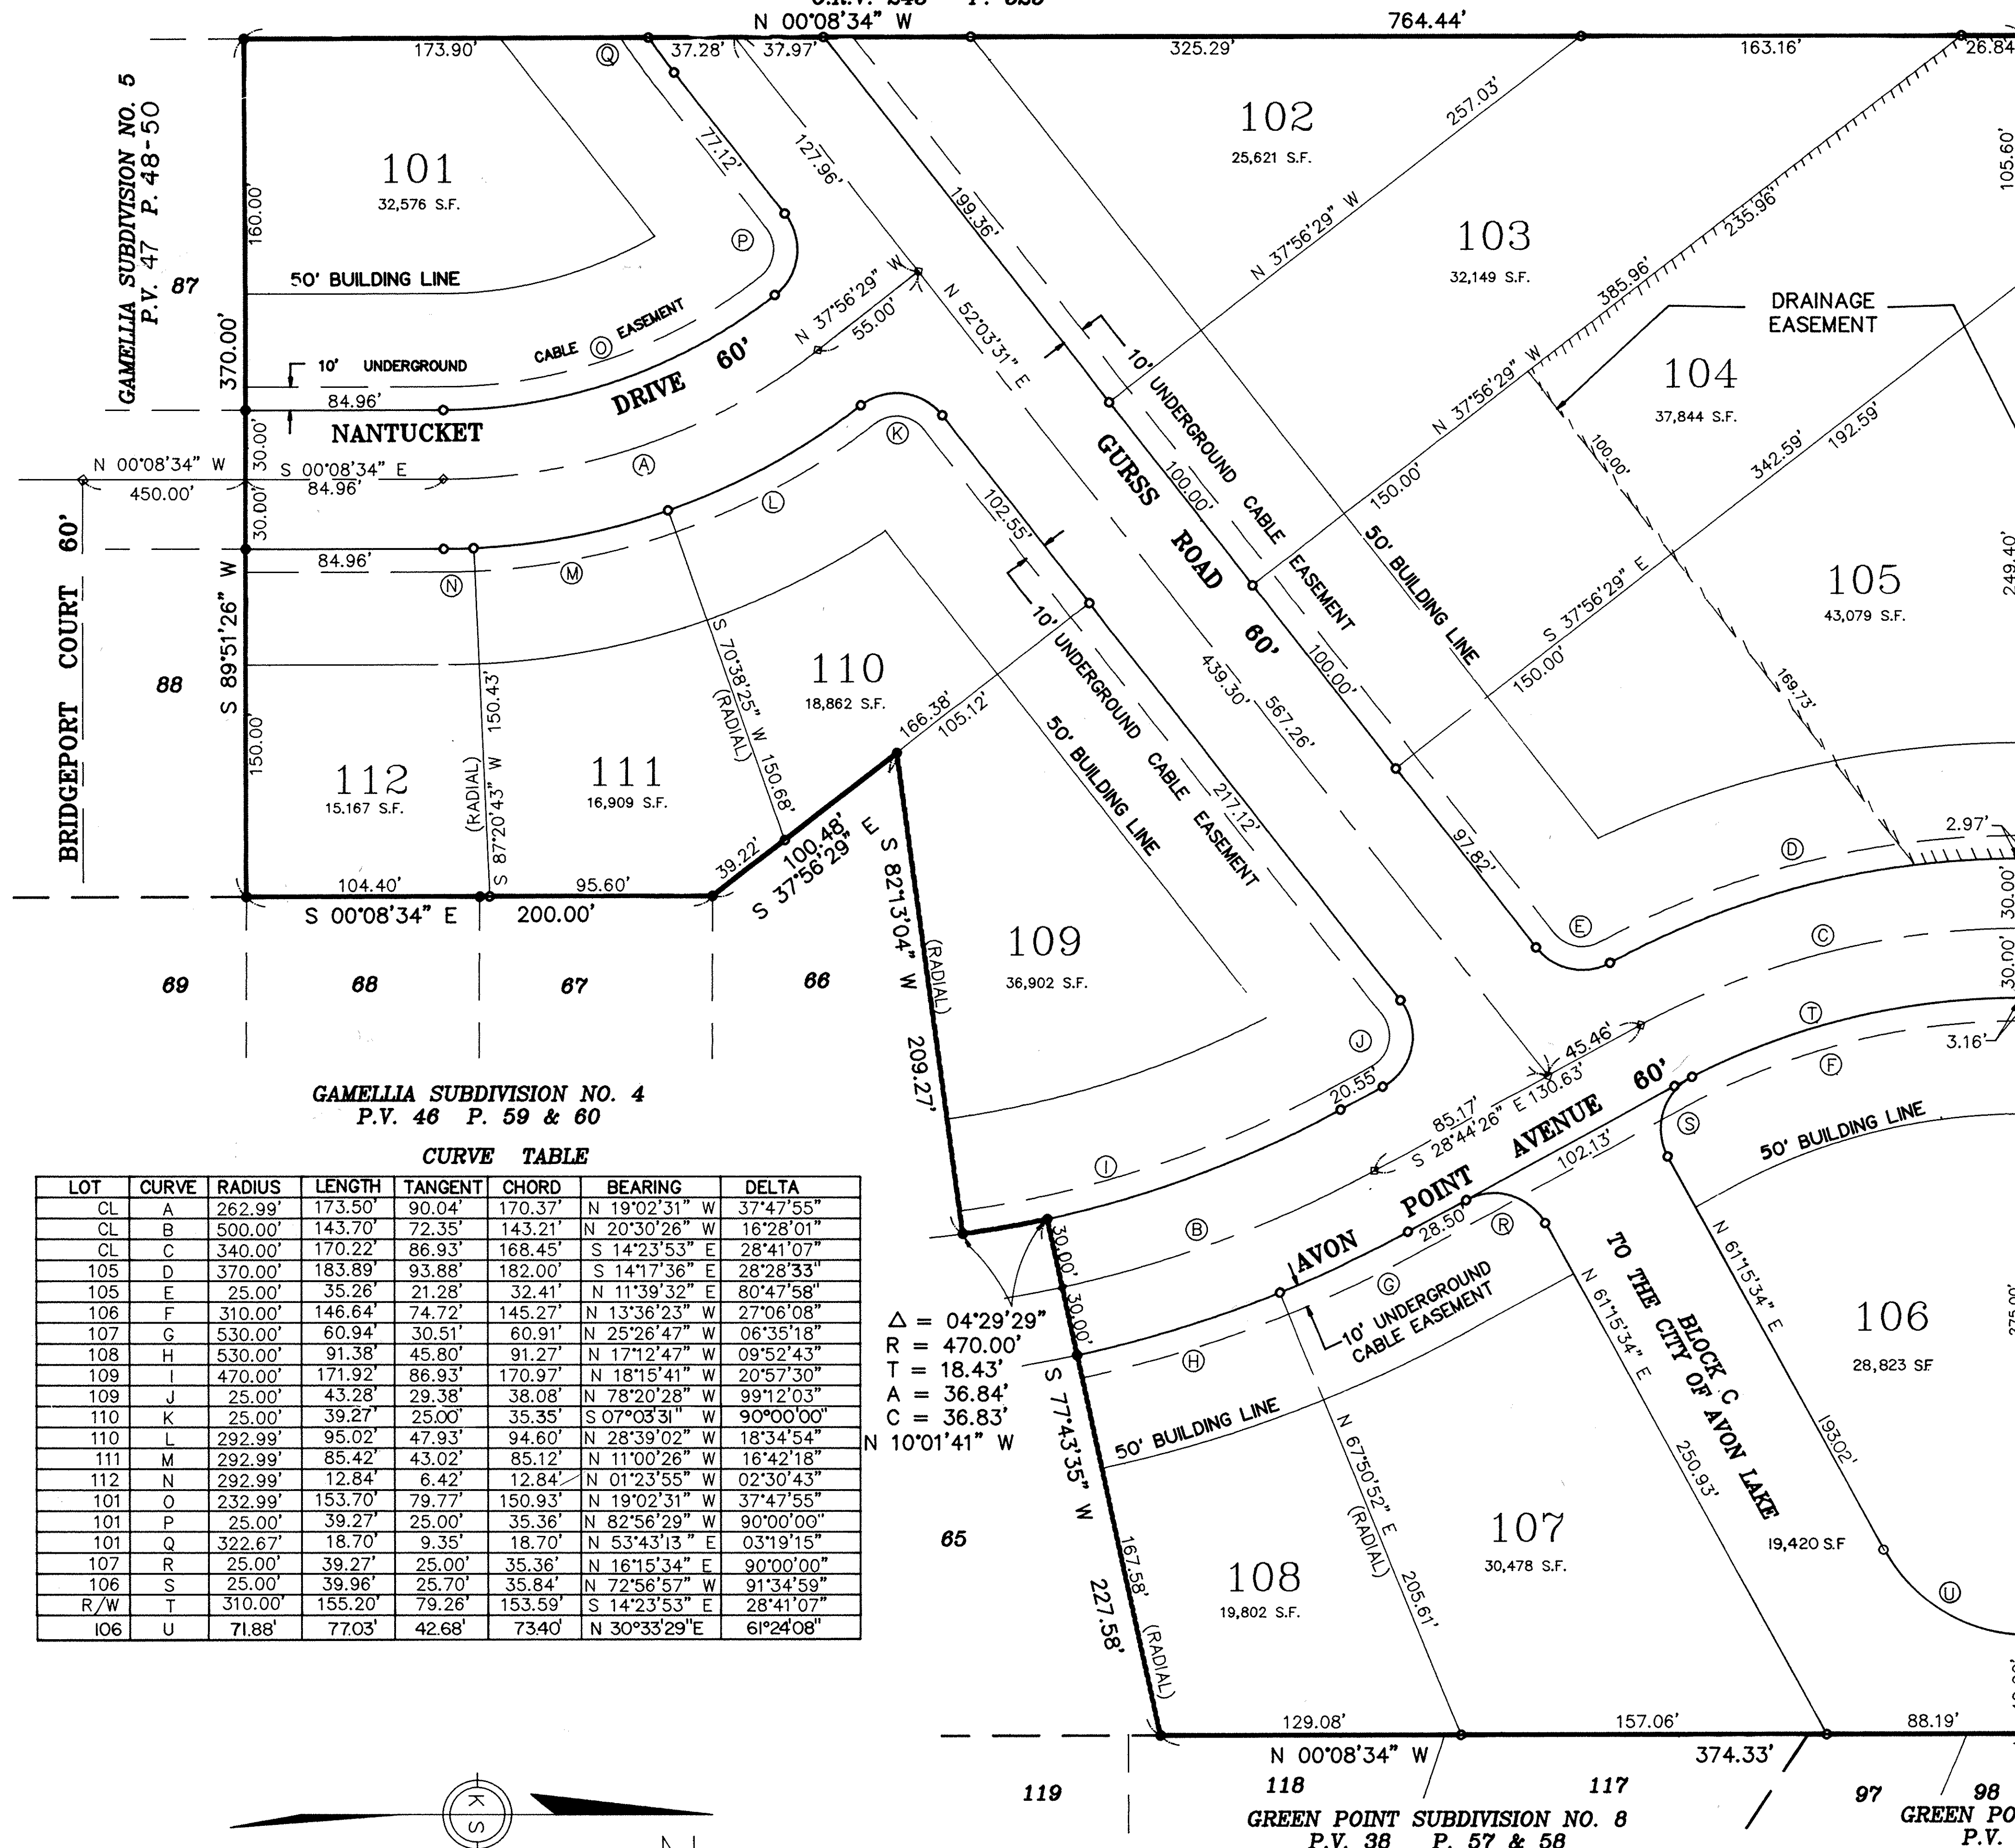 N 00°08'34" W 764.44'
173.90' Q 37.28' 37.97' 325.29' 163.16' 26.84
GAMELLIA SUBDIVISION NO. 5
P.V. 47 P. 48-50
87
101
32,576 S.F.
160.00'
370.00'
50' BUILDING LINE
77.12'
P
127.96'
199.36'
102
25,621 S.F.
257.03'
N 37°56'29" W
103
32,149 S.F.
235.96'
385.96'
105.60'
DRAINAGE
EASEMENT
104
37,844 S.F.
N 37°56'29" W
150.00'
100.00'
342.59'
192.59'
S 37°56'29" E
150.00'
105
43,079 S.F.
249.40'
169.73'
N 37°56'29" W
55.00'
N 52°03'31" E
10' UNDERGROUND CABLE O EASEMENT
84.96'
NANTUCKET DRIVE 60'
30.00'
N 00°08'34" W
450.00'
S 00°08'34" E
84.96'
A
30.00'
84.96'
N
M
L
K
102.55'
GURSS ROAD 60'
100.00'
100.00'
10' UNDERGROUND CABLE EASEMENT
50' BUILDING LINE
439.30'
567.26'
97.82'
BRIDGEPORT COURT 60'
88
S 89°51'26" W
150.00'
112
15.167 S.F.
(RADIAL)
S 87°20'43" W 150.43'
111
16,909 S.F.
S 70°38'25" W 150.68'
(RADIAL)
110
18,862 S.F.
166.38'
105.12'
10' UNDERGROUND CABLE EASEMENT
50' BUILDING LINE
217.12'
39.22'
100.48'
S 37°56'29" E
104.40' 95.60'
S 00°08'34" E 200.00'
S 82°13'04" W 209.27'
(RADIAL)
109
36,902 S.F.
69 68 67 66
2.97'
D
E
C
T
F
30.00'
30.00'
3.16'
J
20.55'
I
B
45.46'
85.17'
S 28°44'26" E 130.63'
AVON POINT AVENUE 60'
102.13'
28.50'
R
S
G
H
50' BUILDING LINE
30.00'
30.00'
GAMELLIA SUBDIVISION NO. 4
P.V. 46 P. 59 & 60
CURVE TABLE
LOT CURVE RADIUS LENGTH TANGENT CHORD BEARING DELTA
CL A 262.99' 173.50' 90.04' 170.37' N 19°02'31" W 37°47'55"
CL B 500.00' 143.70' 72.35' 143.21' N 20°30'26" W 16°28'01"
CL C 340.00' 170.22' 86.93' 168.45' S 14°23'53" E 28°41'07"
105 D 370.00' 183.89' 93.88' 182.00' S 14°17'36" E 28°28'33"
105 E 25.00' 35.26' 21.28' 32.41' N 11°39'32" E 80°47'58"
106 F 310.00' 146.64' 74.72' 145.27' N 13°36'23" W 27°06'08"
107 G 530.00' 60.94' 30.51' 60.91' N 25°26'47" W 06°35'18"
108 H 530.00' 91.38' 45.80' 91.27' N 17°12'47" W 09°52'43"
109 I 470.00' 171.92' 86.93' 170.97' N 18°15'41" W 20°57'30"
109 J 25.00' 43.28' 29.38' 38.08' N 78°20'28" W 99°12'03"
110 K 25.00' 39.27' 25.00' 35.35' S 07°03'31" W 90°00'00"
110 L 292.99' 95.02' 47.93' 94.60' N 28°39'02" W 18°34'54"
111 M 292.99' 85.42' 43.02' 85.12' N 11°00'26" W 16°42'18"
112 N 292.99' 12.84' 6.42' 12.84' N 01°23'55" W 02°30'43"
101 O 232.99' 153.70' 79.77' 150.93' N 19°02'31" W 37°47'55"
101 P 25.00' 39.27' 25.00' 35.36' N 82°56'29" W 90°00'00"
101 Q 322.67' 18.70' 9.35' 18.70' N 53°43'13" E 03°19'15"
107 R 25.00' 39.27' 25.00' 35.36' N 16°15'34" E 90°00'00"
106 S 25.00' 39.96' 25.70' 35.84' N 72°56'57" W 91°34'59"
R/W T 310.00' 155.20' 79.26' 153.59' S 14°23'53" E 28°41'07"
106 U 71.88' 77.03' 42.68' 73.40' N 30°33'29"E 61°24'08"
Δ = 04°29'29"
R = 470.00'
T = 18.43'
A = 36.84'
C = 36.83'
N 10°01'41" W
10' UNDERGROUND
CABLE EASEMENT
50' BUILDING LINE
S 77°43'35" W 227.58'
167.58'
(RADIAL)
65
108
19,802 S.F.
N 67°50'52" E 205.61'
(RADIAL)
107
30,478 S.F.
N 61°15'34" E
250.93'
BLOCK C
TO THE CITY OF AVON LAKE
19,420 S.F
N 61°15'34" E
193.02'
106
28,823 SF
275.00'
U
129.08' 157.06' 88.19'
N 00°08'34" W 374.33'
119 118 117 97 98
GREEN POINT SUBDIVISION NO. 8
P.V. 38 P. 57 & 58
GREEN PO
P.V.
K S